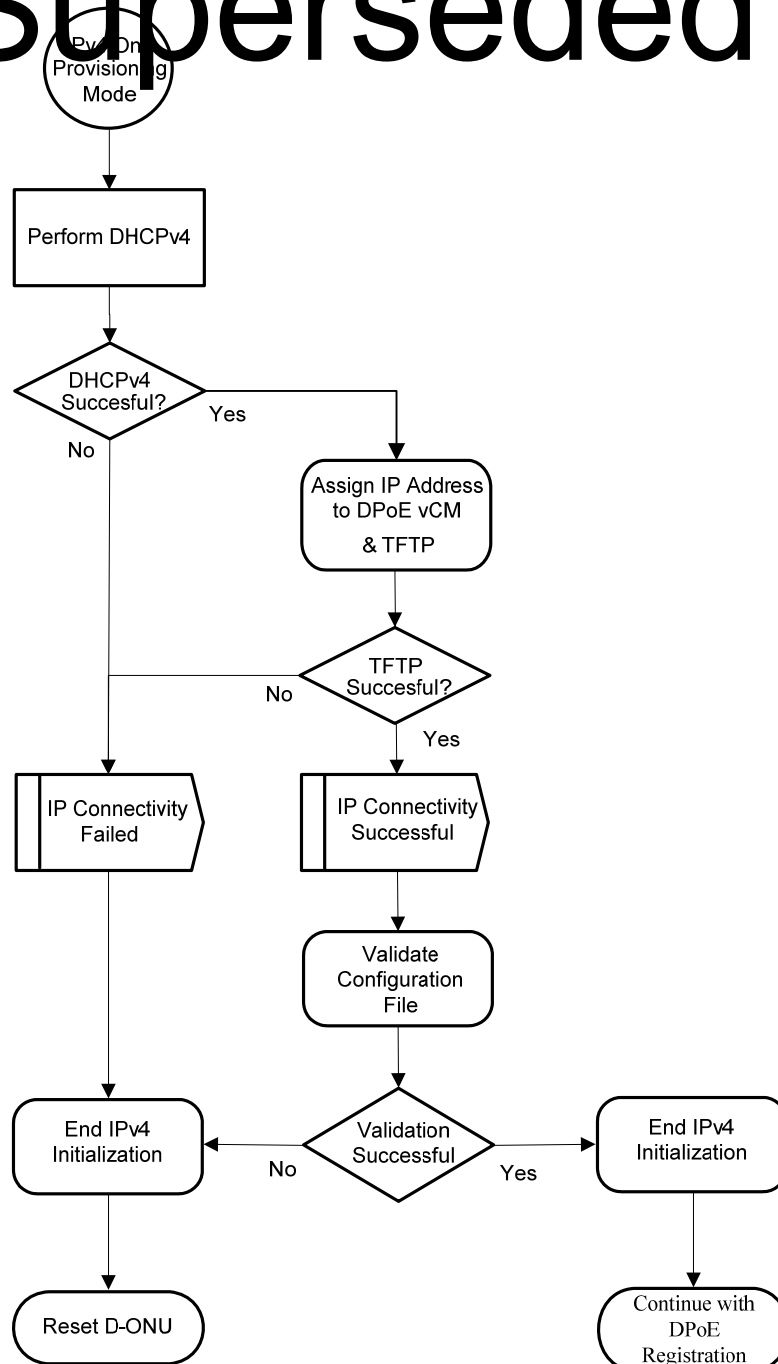 Superseded
IPv4 Only
Provisioning
Mode
Perform DHCPv4
DHCPv4
Succesful?
Yes
No
Assign IP Address
to DPoE vCM
& TFTP
TFTP
Succesful?
No
Yes
IP Connectivity
Failed
IP Connectivity
Successful
Validate
Configuration
File
End IPv4
Initialization
Validation
Successful
End IPv4
Initialization
No
Yes
Reset D-ONU
Continue with
DPoE
Registration